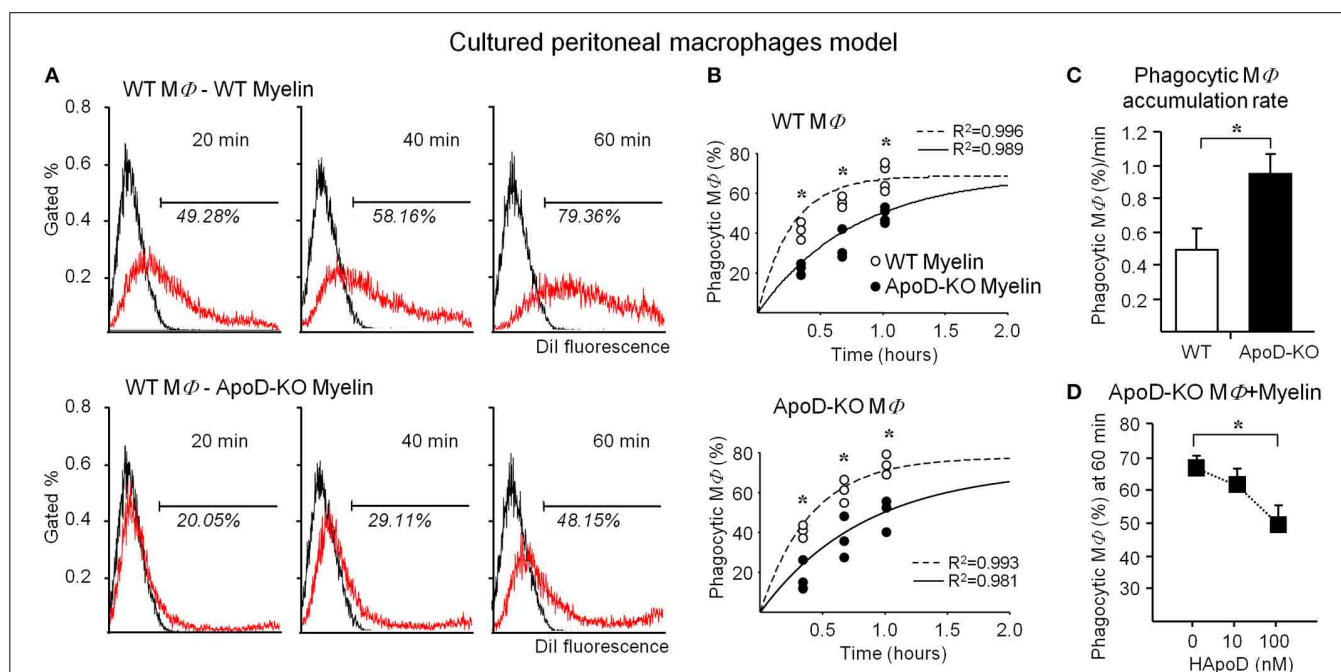 Cultured peritoneal macrophages model
A
WT MΦ - WT Myelin
Gated %
0.8
0.6
0.4
0.2
20 min
49.28%
40 min
58.16%
60 min
79.36%
DiI fluorescence
WT MΦ - ApoD-KO Myelin
Gated %
0.8
0.6
0.4
0.2
20 min
20.05%
40 min
29.11%
60 min
48.15%
DiI fluorescence
B
WT MΦ
R²=0.996
R²=0.989
Phagocytic MΦ (%)
80
60
40
20
* * *
WT Myelin
ApoD-KO Myelin
0.5 1.0 1.5 2.0
Time (hours)
ApoD-KO MΦ
Phagocytic MΦ (%)
80
60
40
20
* * *
R²=0.993
R²=0.981
0.5 1.0 1.5 2.0
Time (hours)
C
Phagocytic MΦ
accumulation rate
Phagocytic MΦ (%)/min
1.2
1.0
0.8
0.6
0.4
0.2
*
WT ApoD-KO
D
ApoD-KO MΦ+Myelin
Phagocytic MΦ (%) at 60 min
80
70
60
50
40
30
*
0 10 100
HApoD (nM)